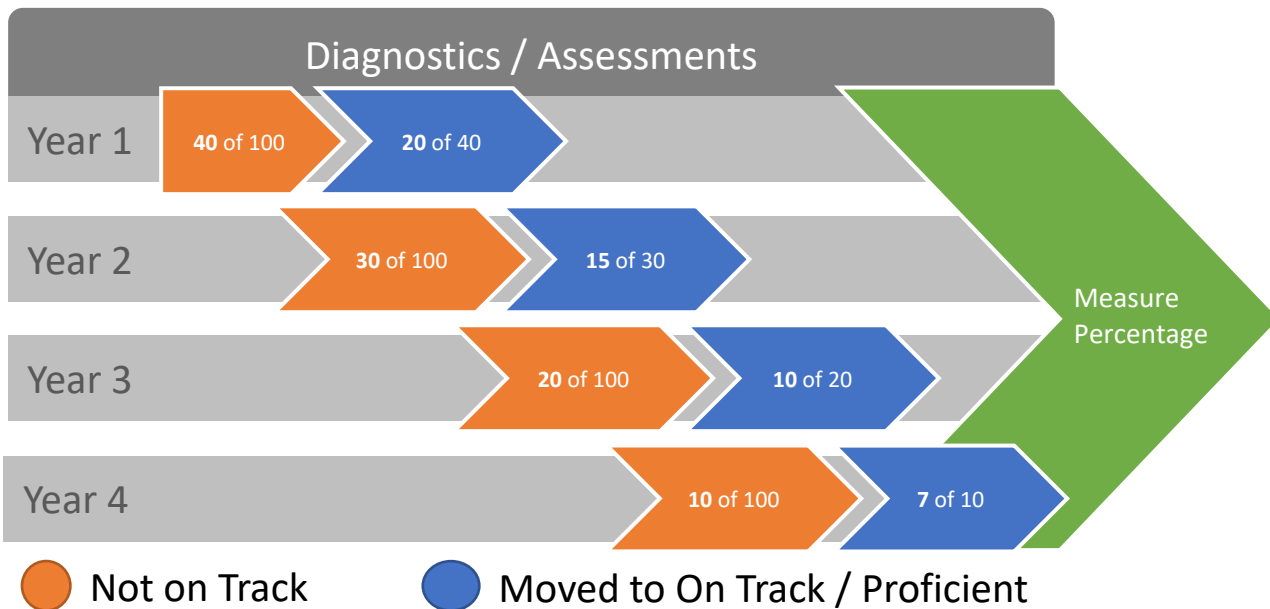 Diagnostics / Assessments
Year 1
40 of 100
20 of 40
Year 2
30 of 100
15 of 30
Measure
Percentage
Year 3
20 of 100
10 of 20
Year 4
10 of 100
7 of 10
Not on Track
Moved to On Track / Proficient